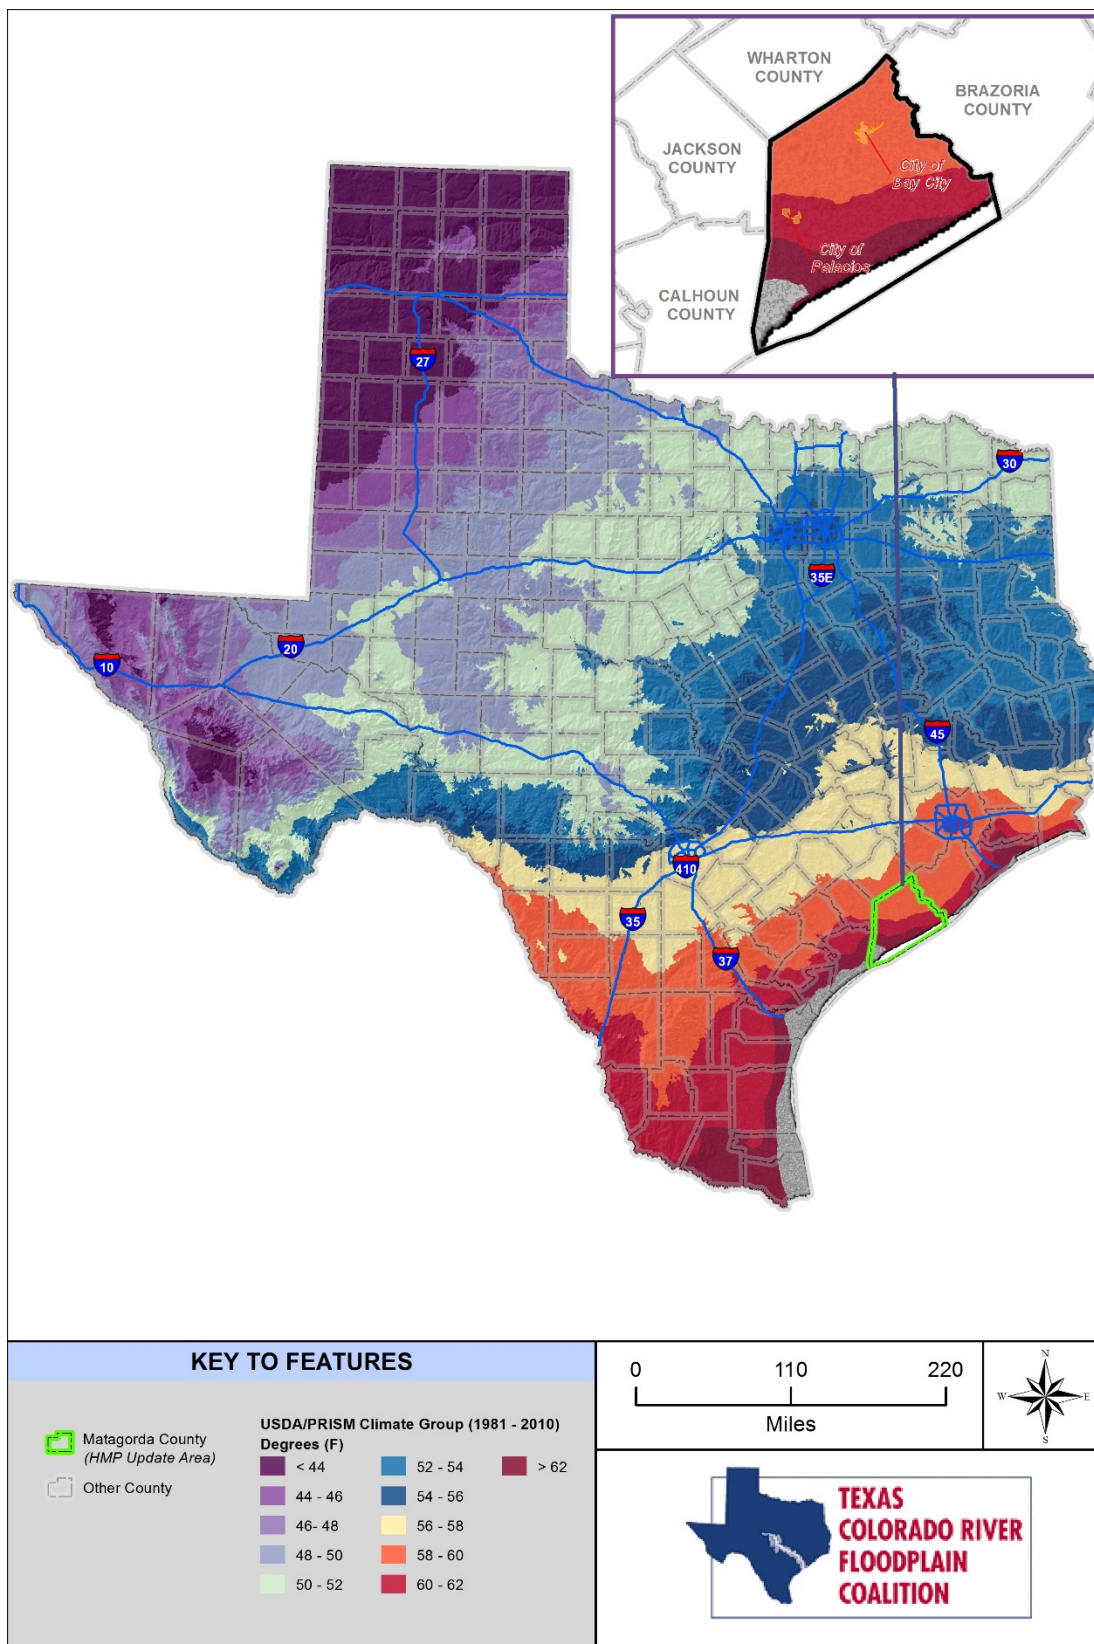 WHARTON
COUNTY
BRAZORIA
COUNTY
JACKSON
COUNTY
City of
Bay City
City of
Palacios
CALHOUN
COUNTY
27
30
35E
20
10
45
410
35
37
KEY TO FEATURES
Matagorda County
(HMP Update Area)
Other County
USDA/PRISM Climate Group (1981 - 2010)
Degrees (F)
< 44
44 - 46
46- 48
48 - 50
50 - 52
52 - 54
54 - 56
56 - 58
58 - 60
60 - 62
> 62
0 110 220
Miles
N
W E
S
TEXAS
COLORADO RIVER
FLOODPLAIN
COALITION